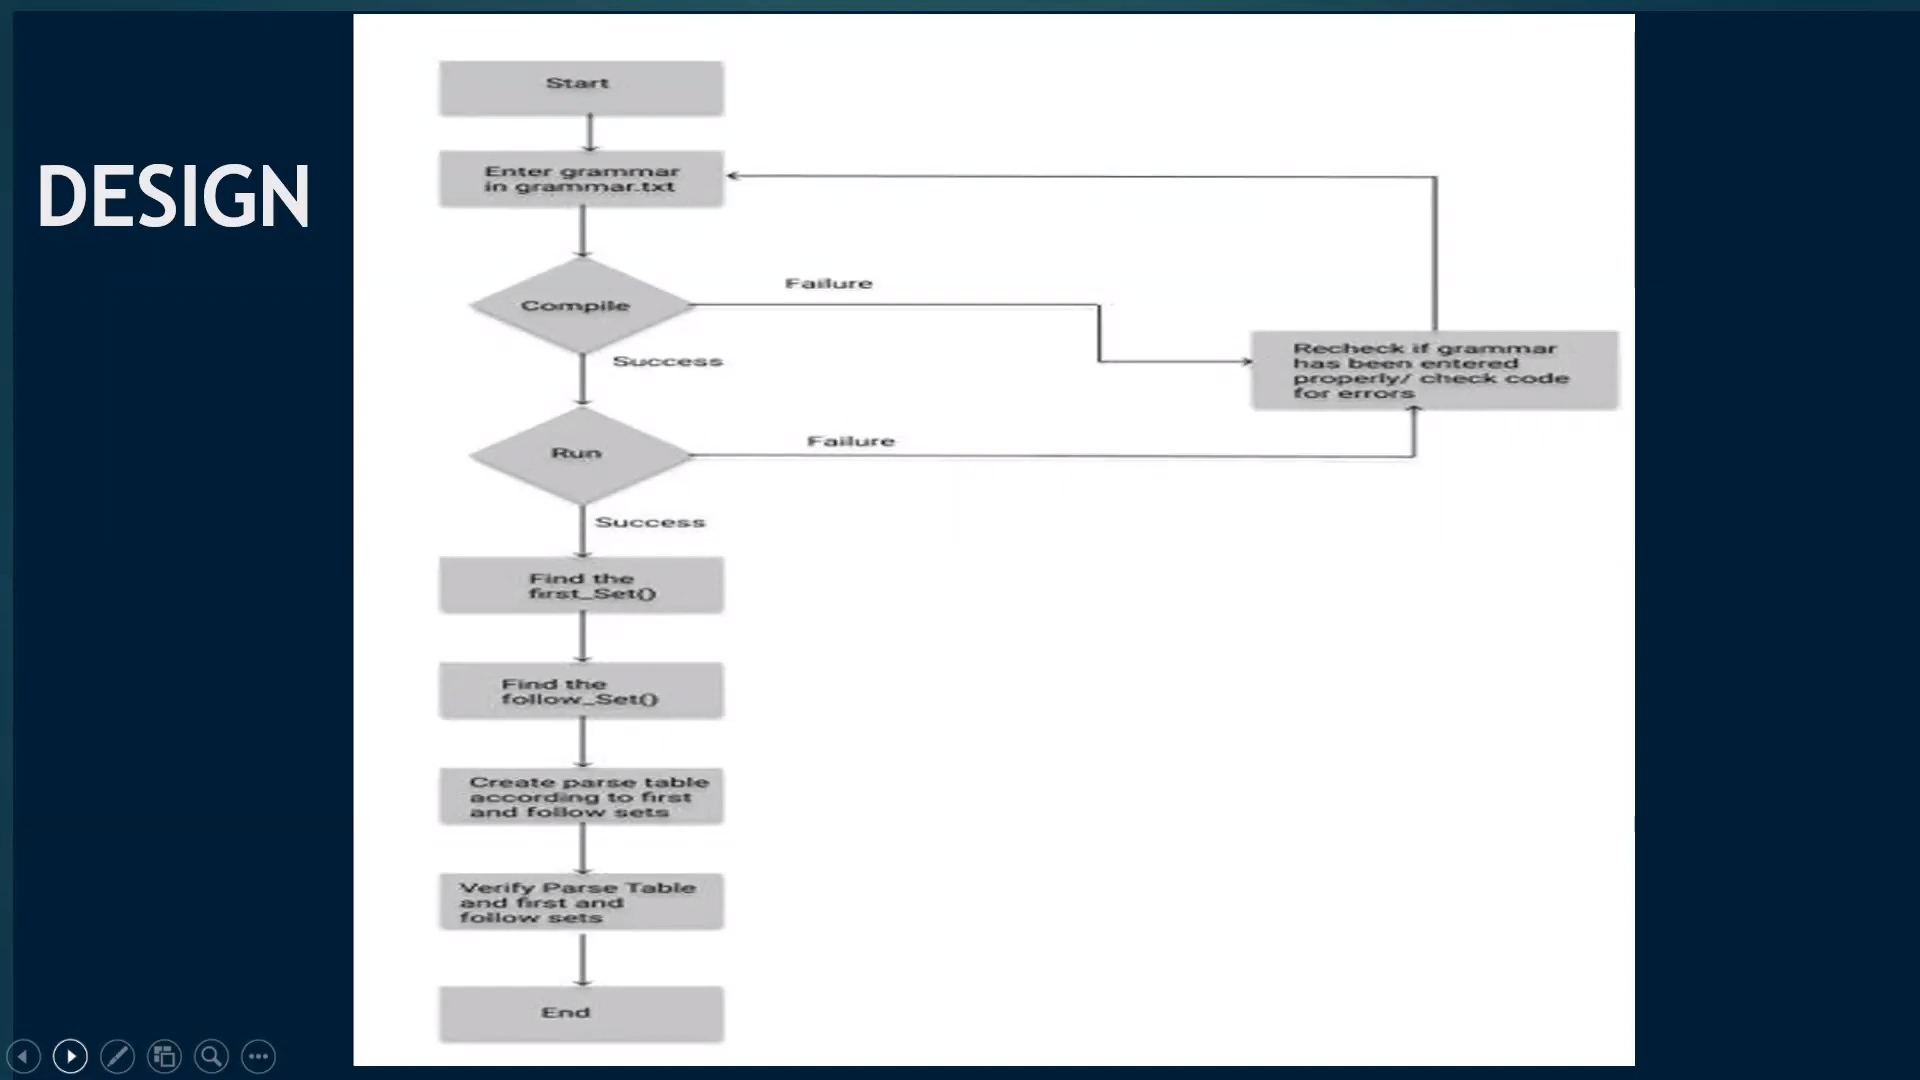 DESIGN
Start
Enter grammar
in grammar.txt
Failure
Compile
Success
Recheck if grammar
has been entered
properly/ check code
for errors
Failure
Run
Success
Find the
first_Set()
Find the
follow_Set()
Create parse table
according to first
and follow sets
Verify Parse Table
and first and
follow sets
End